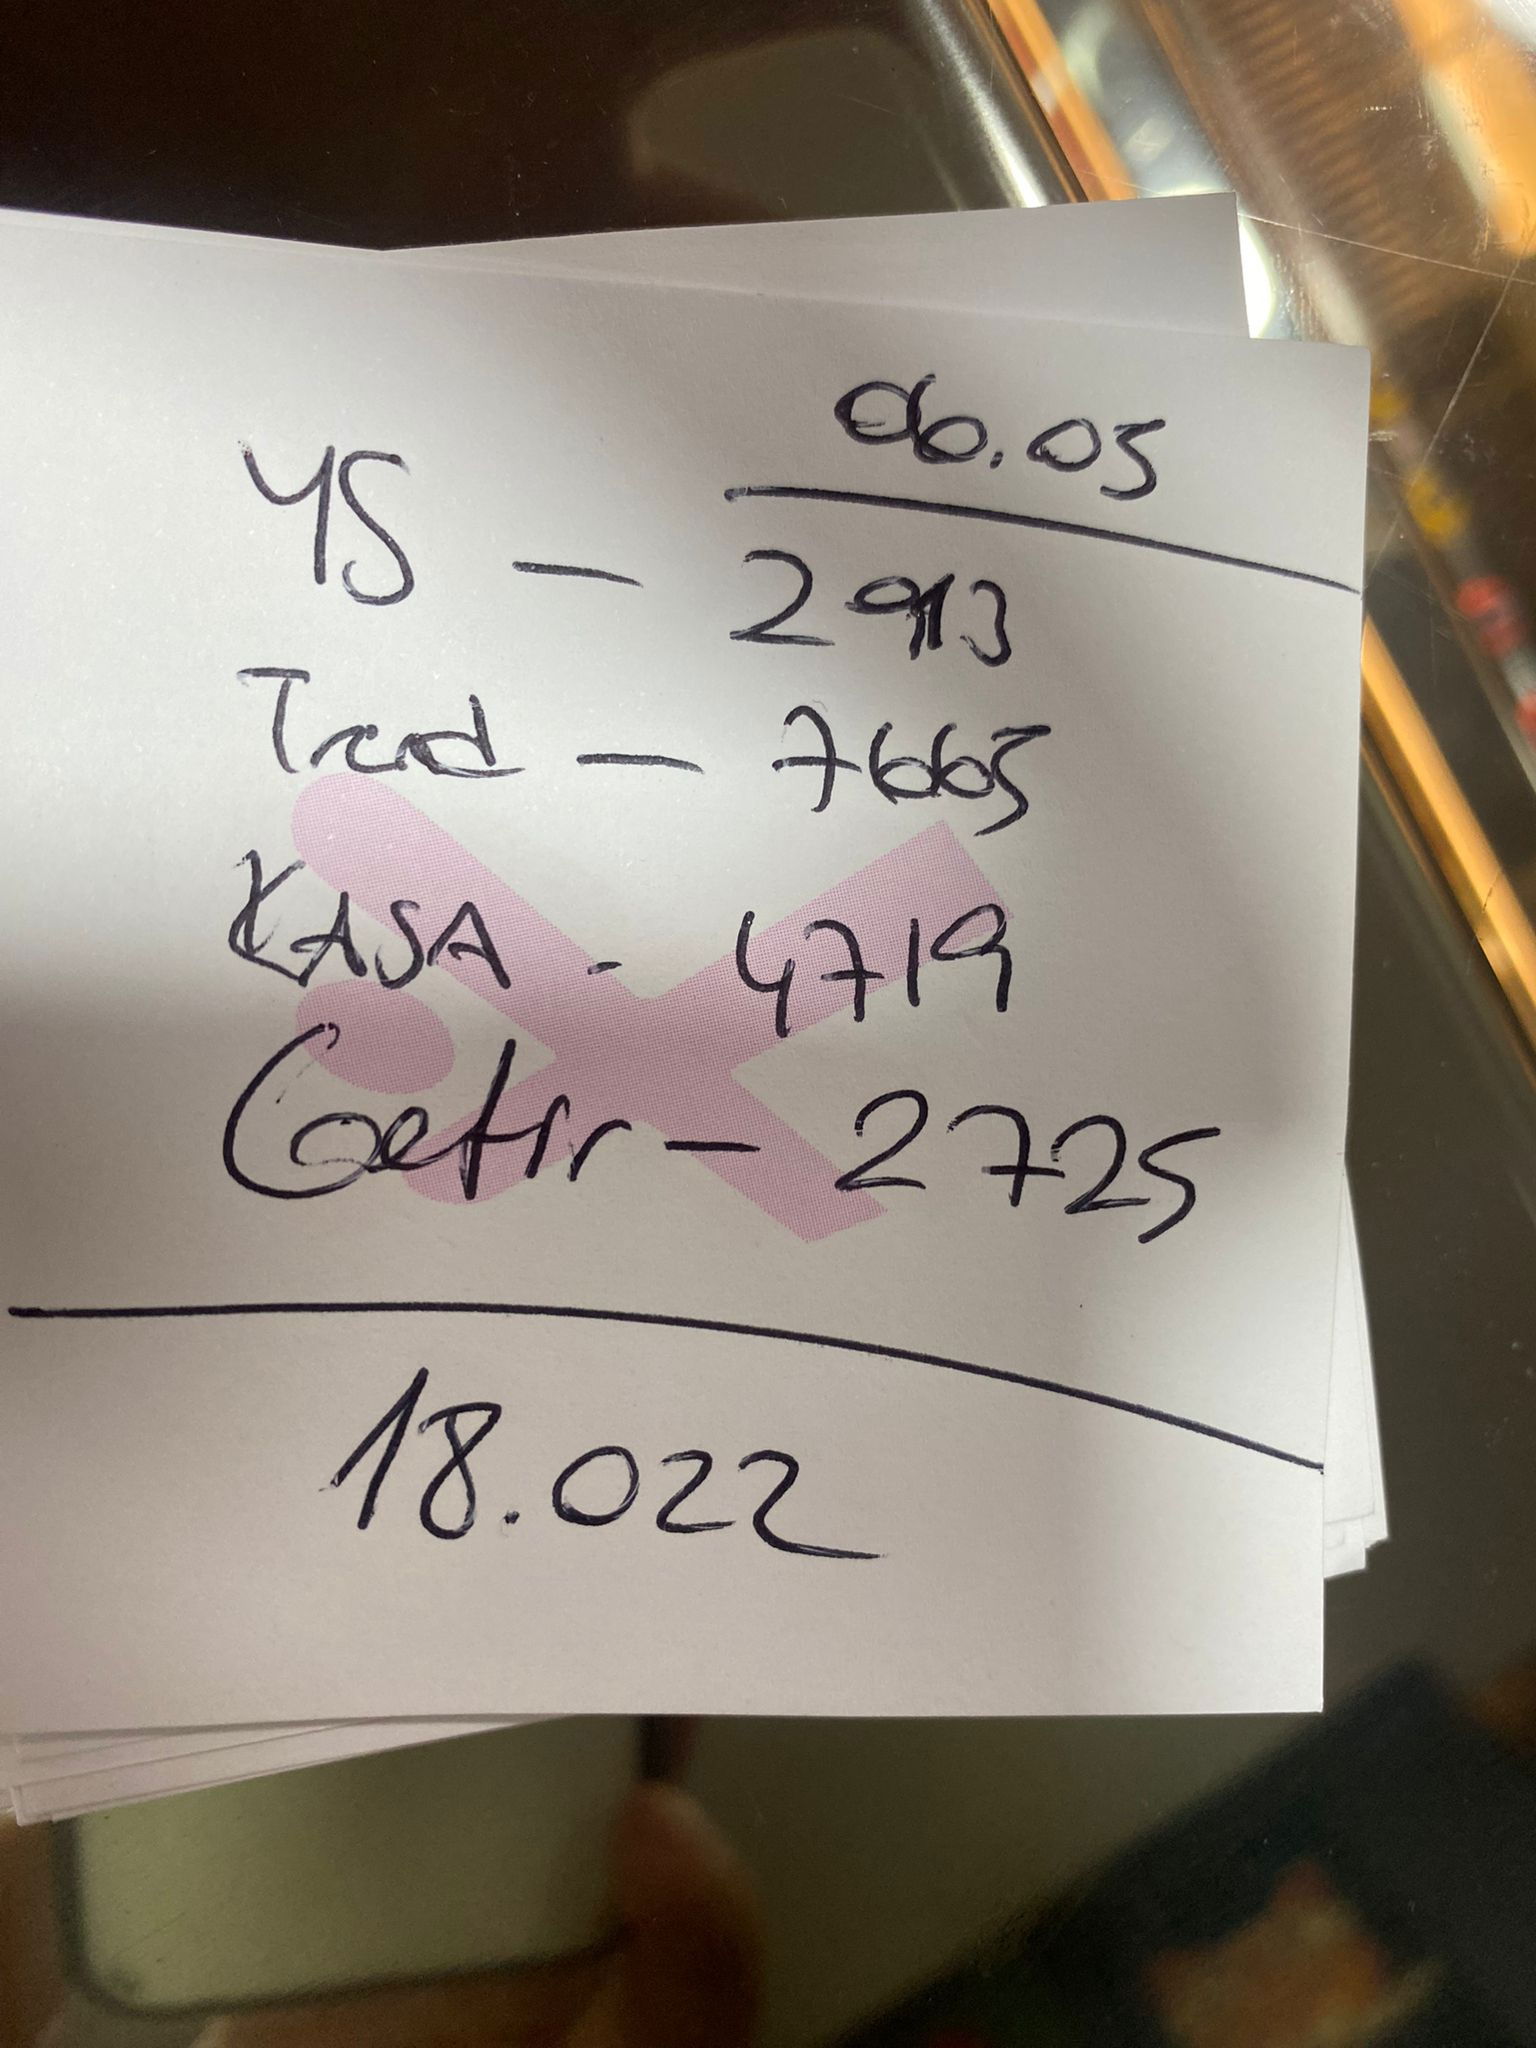 06.05
YS - 2913
Trend - 7665
KASA - 4719
Getir - 2725
18.022